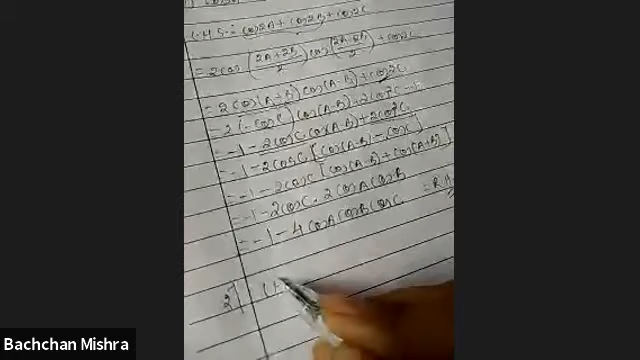 L.H.S = cos2A + cos2B + cos2C
= 2cos(2A+2B/2) cos(2A-2B/2) + cos2C
= 2cos(A+B) cos(A-B) + cos2C
= 2(-cosC) cos(A-B) + 2cos²C - 1
= -1 - 2cosC cos(A-B) + 2cos²C
= -1 - 2cosC [cos(A-B) - cosC]
= -1 - 2cosC [cos(A-B) + cos(A+B)]
= -1 - 2cosC . 2cosA cosB
= -1 - 4cosA cosB cosC = R.H
2]
Bachchan Mishra